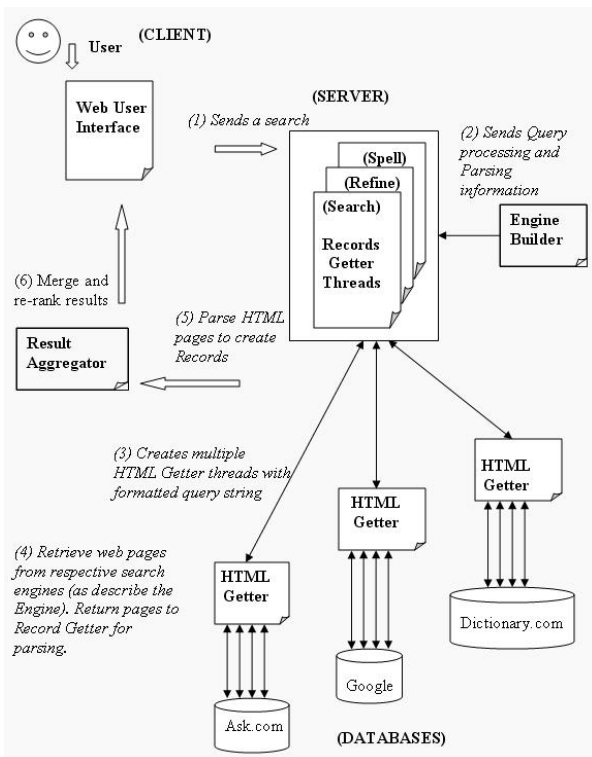 (CLIENT)
User
Web User
Interface
(1) Sends a search
(SERVER)
(Spell)
(Refine)
(Search)
Records
Getter
Threads
(2) Sends Query
processing and
Parsing
information
Engine
Builder
(6) Merge and
re-rank results
(5) Parse HTML
pages to create
Records
Result
Aggregator
(3) Creates multiple
HTML Getter threads with
formatted query string
HTML
Getter
HTML
Getter
(4) Retrieve web pages
from respective search
engines (as describe the
Engine). Return pages to
Record Getter for
parsing.
HTML
Getter
Dictionary.com
Google
Ask.com
(DATABASES)